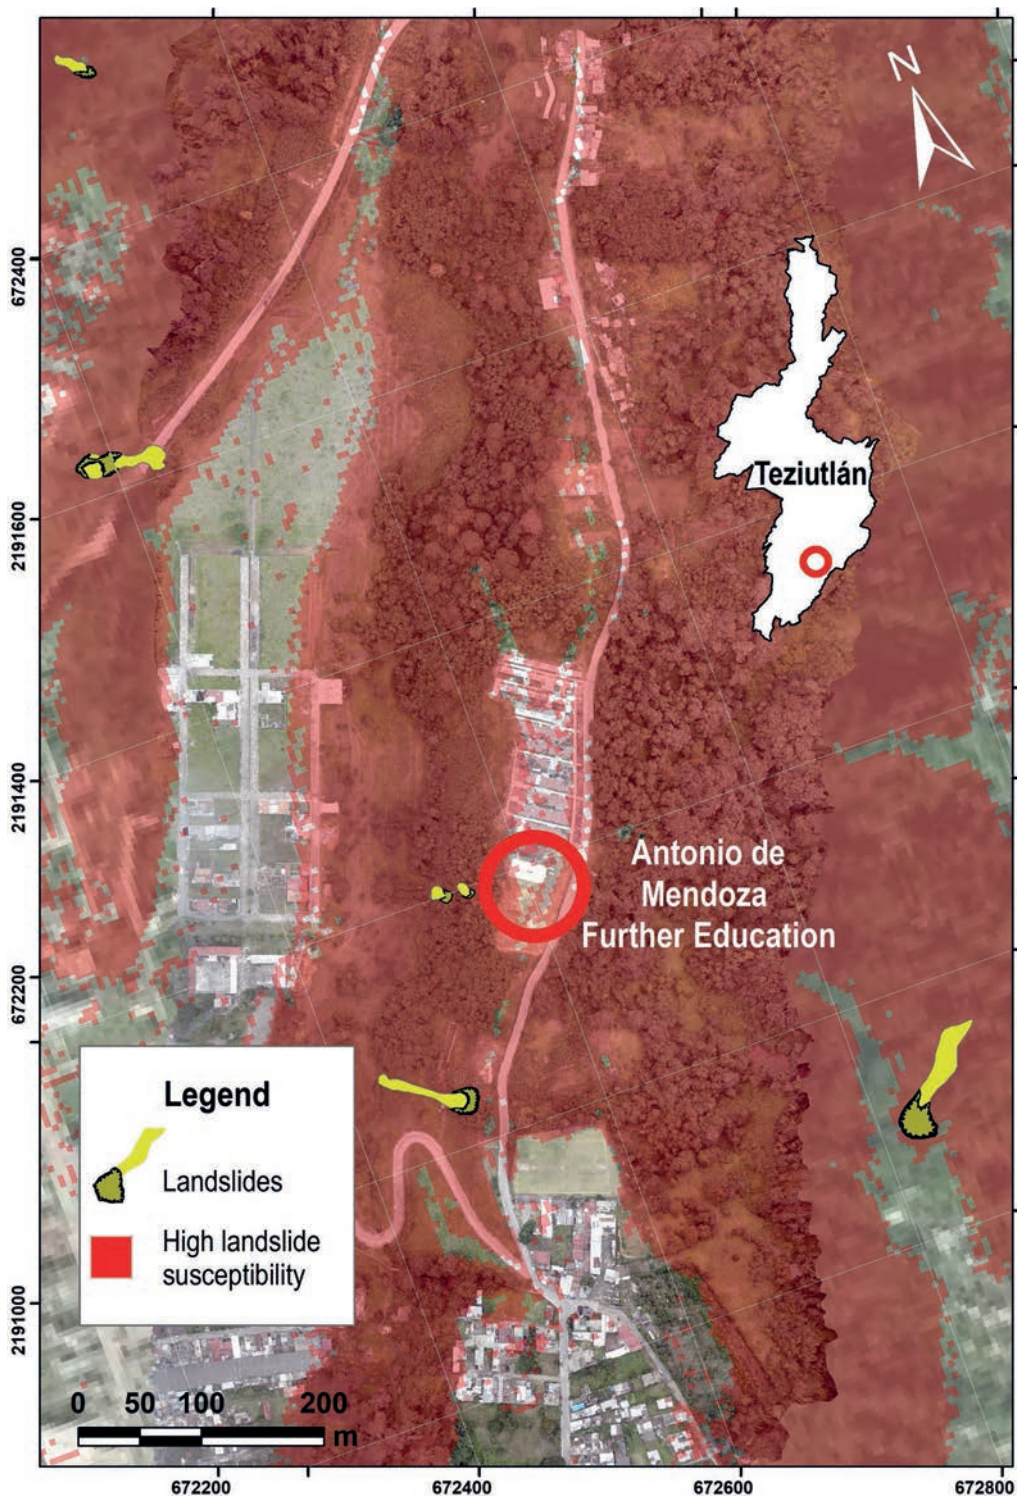 N
672400
Teziutlán
2191600
2191400
Antonio de
Mendoza
Further Education
672200
Legend
Landslides
High landslide
susceptibility
2191000
0 50 100 200
m
672200 672400 672600 672800